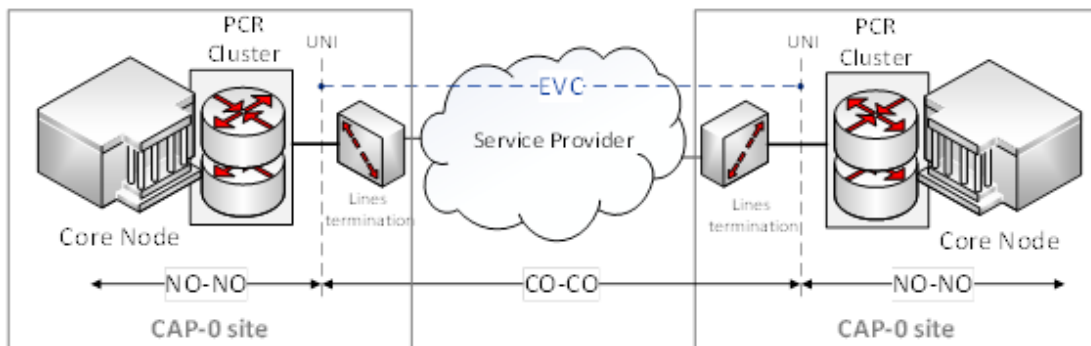 PCR
Cluster
UNI
EVC
Service Provider
Lines
termination
Core Node
NO-NO
CAP-0 site
CO-CO
UNI
PCR
Cluster
Lines
termination
Core Node
NO-NO
CAP-0 site